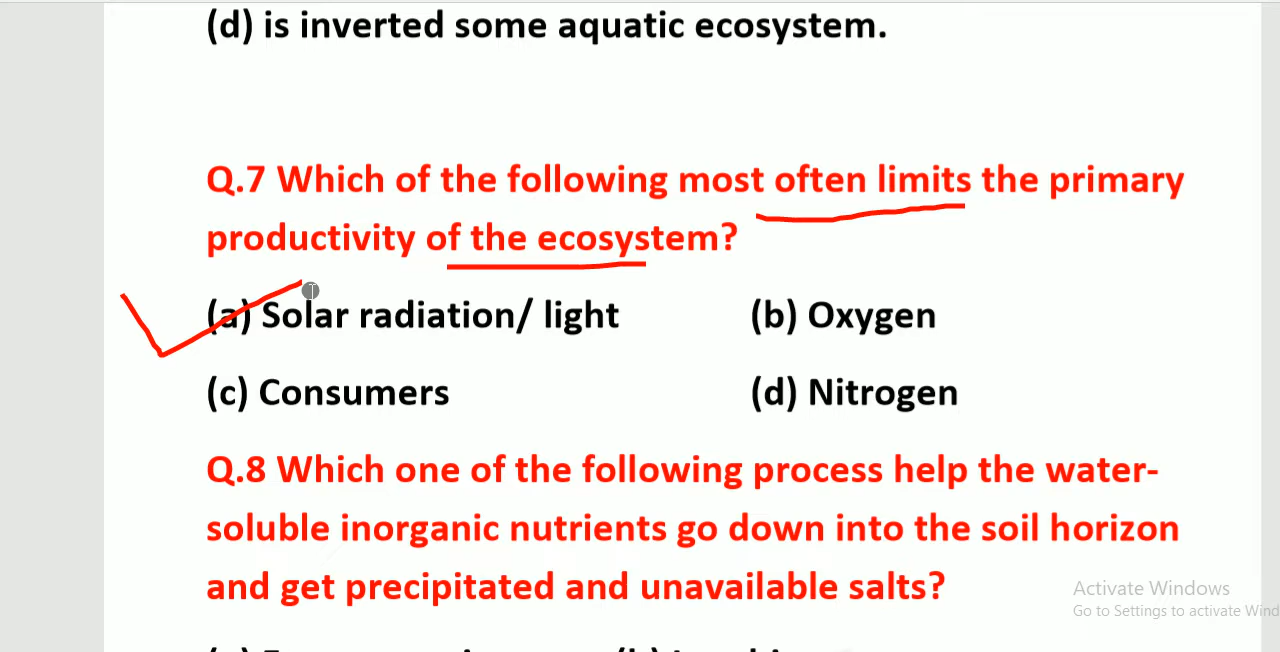 (d) is inverted some aquatic ecosystem.
Q.7 Which of the following most often limits the primary
productivity of the ecosystem?
(a) Solar radiation/ light (b) Oxygen
(c) Consumers (d) Nitrogen
Q.8 Which one of the following process help the water-
soluble inorganic nutrients go down into the soil horizon
and get precipitated and unavailable salts?
Activate Windows
Go to Settings to activate Wind